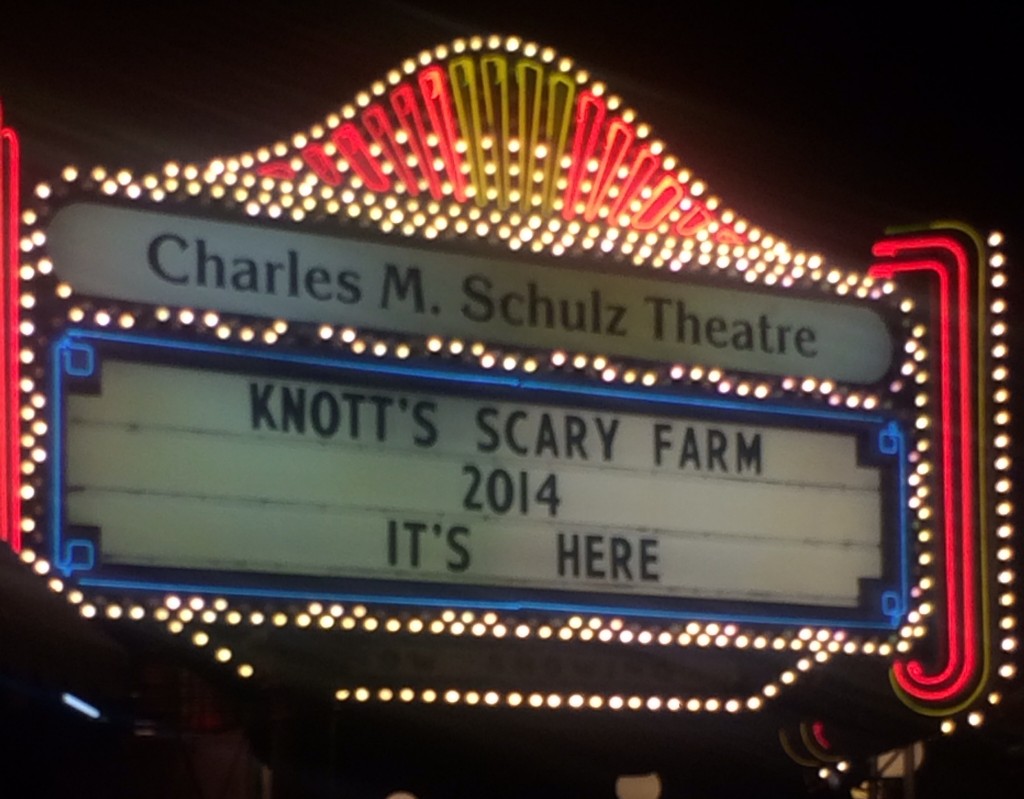 Charles M. Schulz Theatre
KNOTT'S SCARY FARM
2014
IT'S HERE